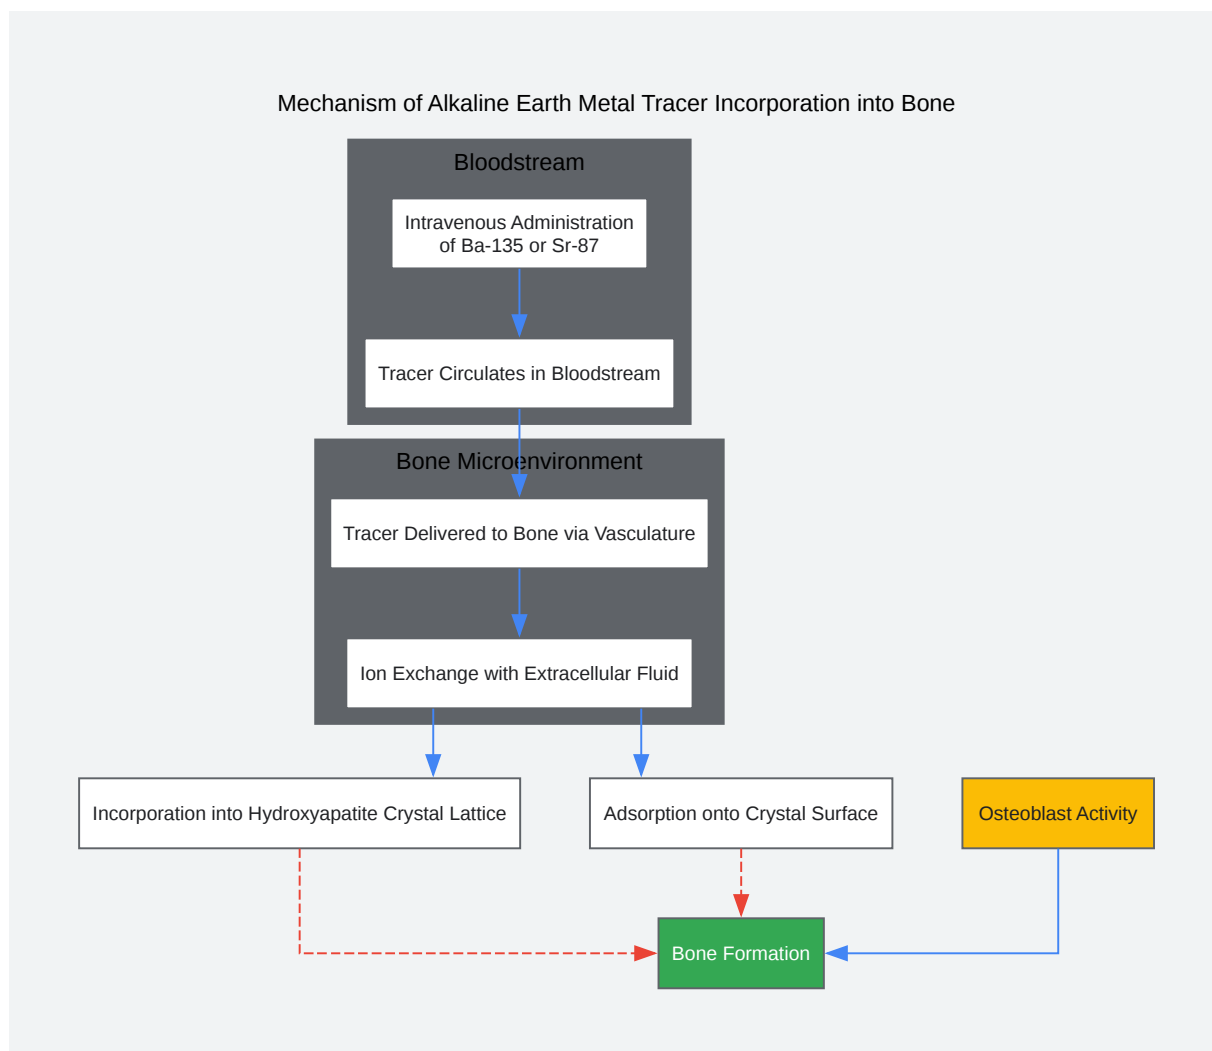 Mechanism of Alkaline Earth Metal Tracer Incorporation into Bone
Bloodstream
Intravenous Administration
of Ba-135 or Sr-87
Tracer Circulates in Bloodstream
Bone Microenvironment
Tracer Delivered to Bone via Vasculature
Ion Exchange with Extracellular Fluid
Incorporation into Hydroxyapatite Crystal Lattice
Adsorption onto Crystal Surface
Osteoblast Activity
Bone Formation